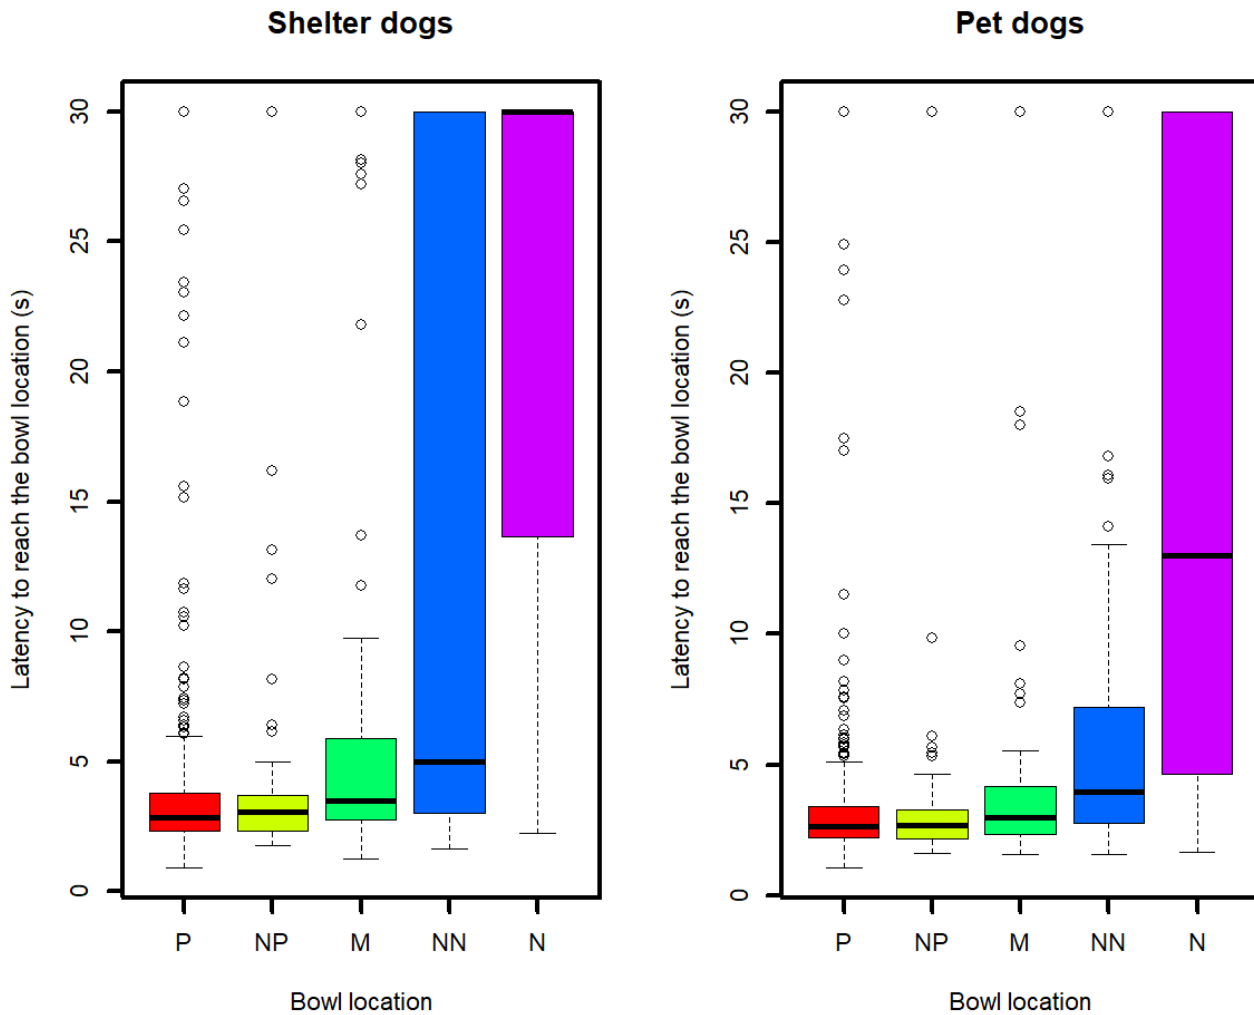 Shelter dogs
Latency to reach the bowl location (s)
30
25
20
15
10
5
0
P NP M NN N
Bowl location
Pet dogs
Latency to reach the bowl location (s)
30
25
20
15
10
5
0
P NP M NN N
Bowl location